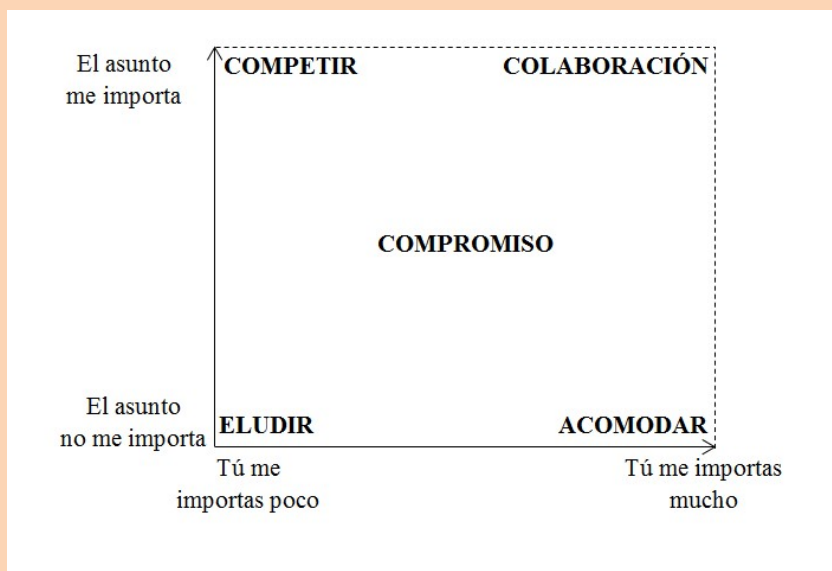 El asunto
me importa
COMPETIR
COLABORACIÓN
COMPROMISO
El asunto
no me importa
ELUDIR
ACOMODAR
Tú me
importas poco
Tú me importas
mucho